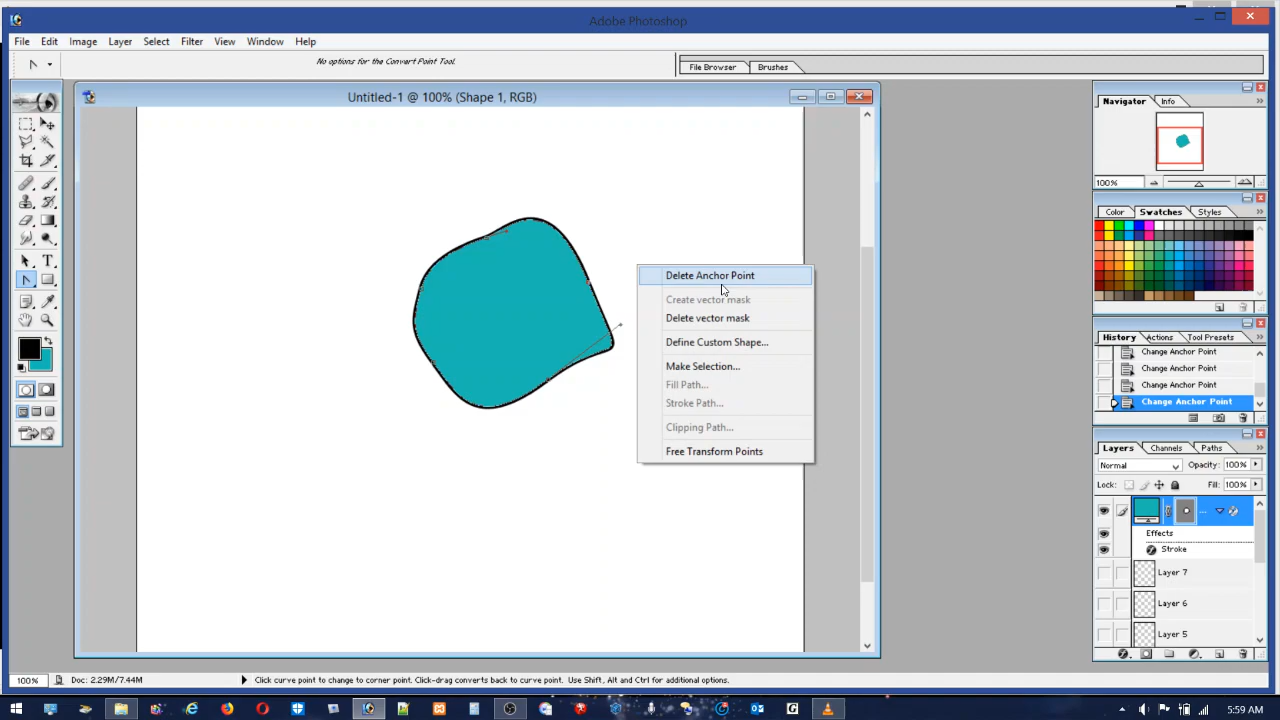 Adobe Photoshop
File Edit Image Layer Select Filter View Window Help
No options for the Convert Point Tool.
File Browser Brushes
Untitled-1 @ 100% (Shape 1, RGB)
Navigator Info
100%
Color Swatches Styles
Delete Anchor Point
Create vector mask
Delete vector mask
Define Custom Shape...
Make Selection...
Fill Path...
Stroke Path...
Clipping Path...
Free Transform Points
History Actions Tool Presets
Change Anchor Point
Change Anchor Point
Change Anchor Point
Change Anchor Point
Layers Channels Paths
Normal Opacity: 100%
Lock: Fill: 100%
...
Effects
Stroke
Layer 7
Layer 6
Layer 5
100% Doc: 2.29M/7.44M Click curve point to change to corner point. Click-drag converts back to curve point. Use Shift, Alt and Ctrl for additional options.
5:59 AM